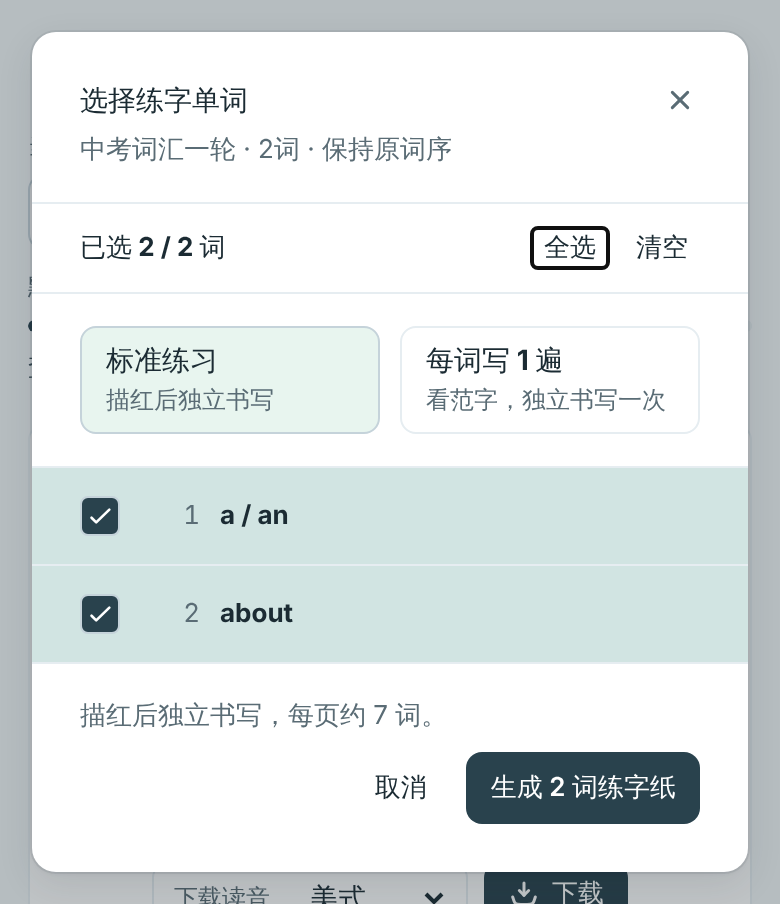 选择练字单词
中考词汇一轮 · 2词 · 保持原词序
已选 2 / 2 词 全选 清空
标准练习
描红后独立书写
每词写 1 遍
看范字，独立书写一次
1 a / an
2 about
描红后独立书写，每页约 7 词。
取消 生成 2 词练字纸
下载读音 美式 下载